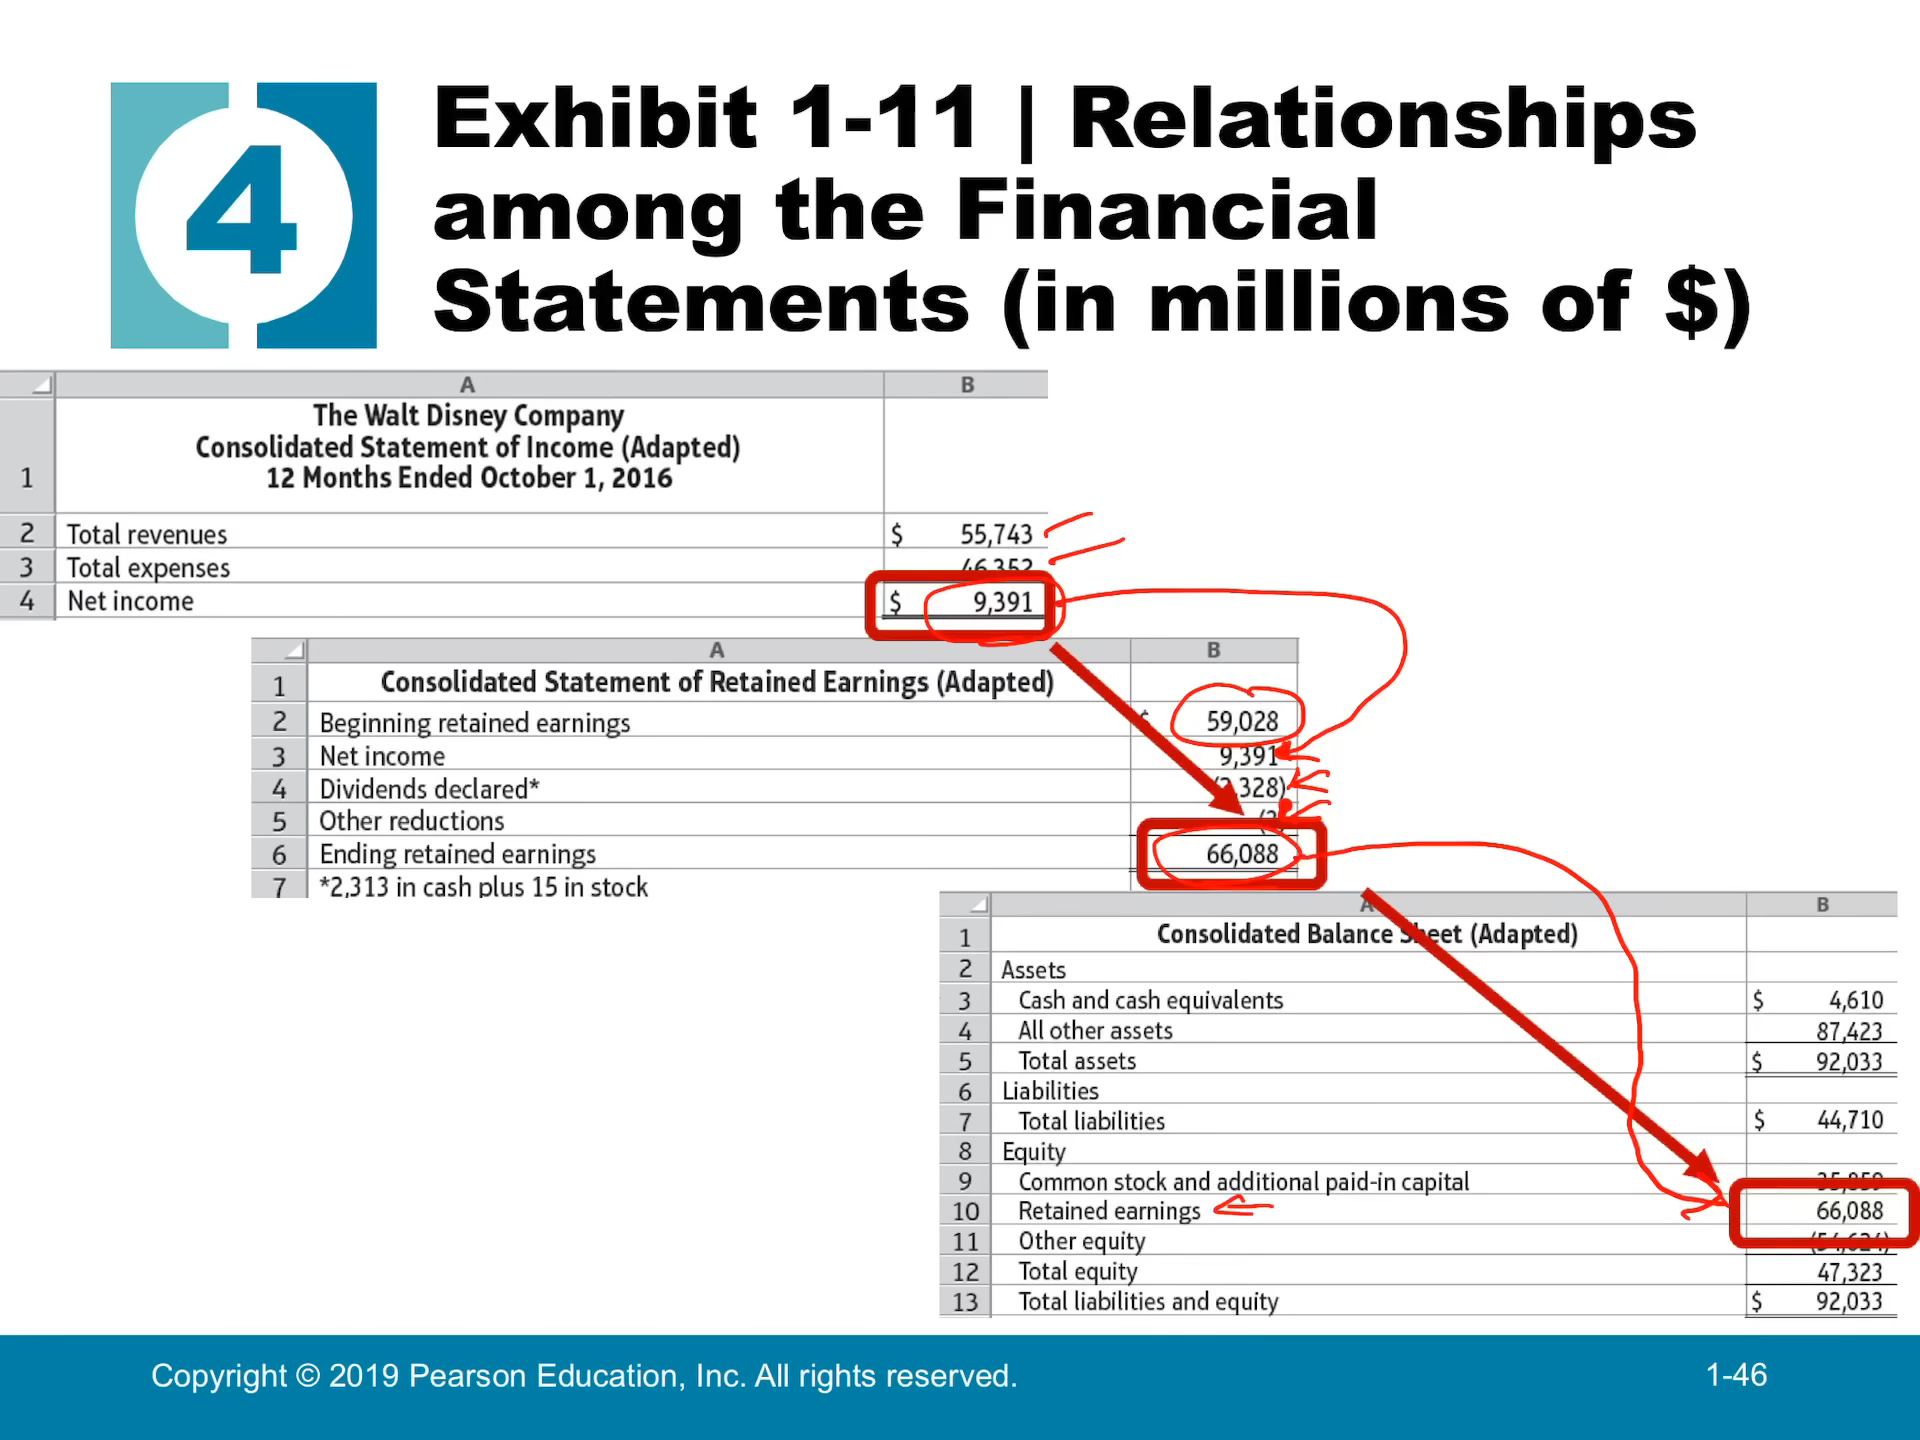 4
Exhibit 1-11 | Relationships
among the Financial
Statements (in millions of $)
A B
The Walt Disney Company
Consolidated Statement of Income (Adapted)
1 12 Months Ended October 1, 2016
2 Total revenues $ 55,743
3 Total expenses 46,352
4 Net income $ 9,391
A B
1 Consolidated Statement of Retained Earnings (Adapted)
2 Beginning retained earnings $ 59,028
3 Net income 9,391
4 Dividends declared* ,328)
5 Other reductions
6 Ending retained earnings 66,088
7 *2,313 in cash plus 15 in stock
A B
1 Consolidated Balance Sheet (Adapted)
2 Assets
3 Cash and cash equivalents $ 4,610
4 All other assets 87,423
5 Total assets $ 92,033
6 Liabilities
7 Total liabilities $ 44,710
8 Equity
9 Common stock and additional paid-in capital 35,859
10 Retained earnings 66,088
11 Other equity (54,624)
12 Total equity 47,323
13 Total liabilities and equity $ 92,033
Copyright © 2019 Pearson Education, Inc. All rights reserved. 1-46